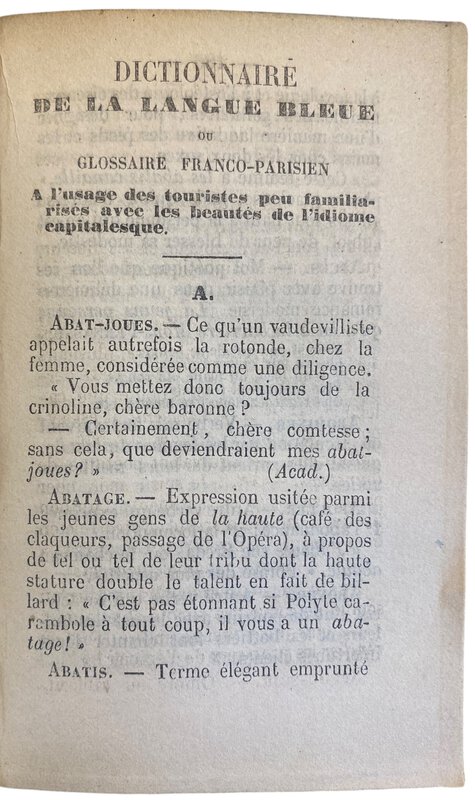 DICTIONNAIRE
DE LA LANGUE BLEUE
OU
GLOSSAIRE FRANCO-PARISIEN
A l'usage des touristes peu familia-
risés avec les beautés de l'idiome
capitalesque.
A.
ABAT-JOUES. — Ce qu'un vaudevilliste
appelait autrefois la rotonde, chez la
femme, considérée comme une diligence.
« Vous mettez donc toujours de la
crinoline, chère baronne ?
— Certainement, chère comtesse ;
sans cela, que deviendraient mes abat-
joues ? » (Acad.)
ABATAGE. — Expression usitée parmi
les jeunes gens de la haute (café des
claqueurs, passage de l'Opéra), à propos
de tel ou tel de leur tribu dont la haute
stature double le talent en fait de bil-
lard : « C'est pas étonnant si Polyte ca-
rambole à tout coup, il vous a un aba-
tage ! »
ABATIS. — Terme élégant emprunté